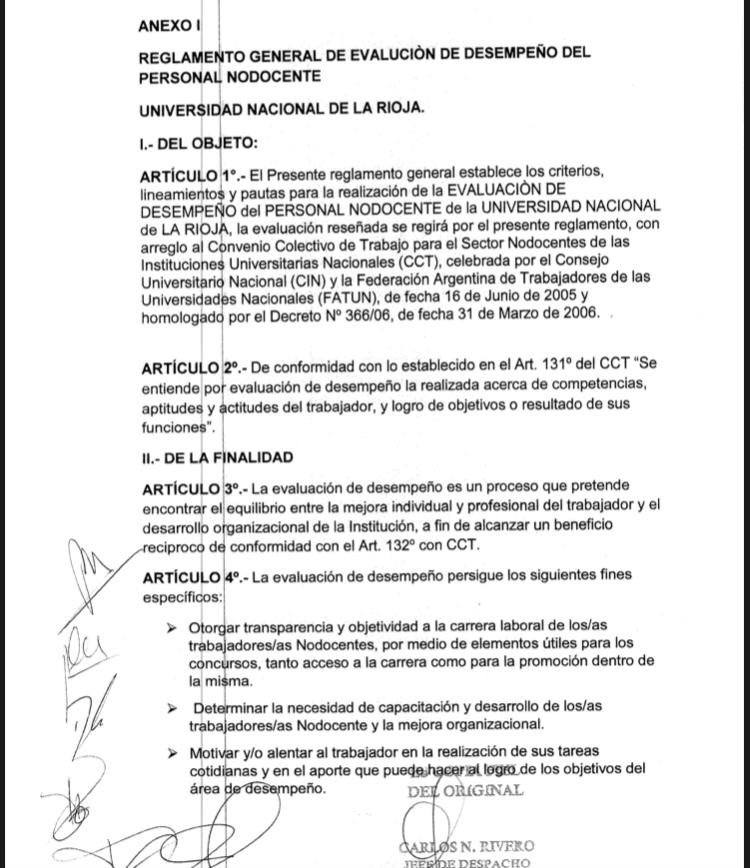 ANEXO I
REGLAMENTO GENERAL DE EVALUCIÒN DE DESEMPEÑO DEL
PERSONAL NODOCENTE
UNIVERSIDAD NACIONAL DE LA RIOJA.
I.- DEL OBJETO:
ARTÍCULO 1º.- El Presente reglamento general establece los criterios,
lineamientos y pautas para la realización de la EVALUACIÒN DE
DESEMPEÑO del PERSONAL NODOCENTE de la UNIVERSIDAD NACIONAL
de LA RIOJA, la evaluación reseñada se regirá por el presente reglamento, con
arreglo al Convenio Colectivo de Trabajo para el Sector Nodocentes de las
Instituciones Universitarias Nacionales (CCT), celebrada por el Consejo
Universitario Nacional (CIN) y la Federación Argentina de Trabajadores de las
Universidades Nacionales (FATUN), de fecha 16 de Junio de 2005 y
homologado por el Decreto Nº 366/06, de fecha 31 de Marzo de 2006.
ARTÍCULO 2º.- De conformidad con lo establecido en el Art. 131º del CCT “Se
entiende por evaluación de desempeño la realizada acerca de competencias,
aptitudes y actitudes del trabajador, y logro de objetivos o resultado de sus
funciones”.
II.- DE LA FINALIDAD
ARTÍCULO 3º.- La evaluación de desempeño es un proceso que pretende
encontrar el equilibrio entre la mejora individual y profesional del trabajador y el
desarrollo organizacional de la Institución, a fin de alcanzar un beneficio
reciproco de conformidad con el Art. 132º con CCT.
ARTÍCULO 4º.- La evaluación de desempeño persigue los siguientes fines
específicos:
➤ Otorgar transparencia y objetividad a la carrera laboral de los/as
trabajadores/as Nodocentes, por medio de elementos útiles para los
concursos, tanto acceso a la carrera como para la promoción dentro de
la misma.
➤ Determinar la necesidad de capacitación y desarrollo de los/as
trabajadores/as Nodocente y la mejora organizacional.
➤ Motivar y/o alentar al trabajador en la realización de sus tareas
cotidianas y en el aporte que puede hacer al logro de los objetivos del
área de desempeño.
DEL ORIGINAL
CARLOS N. RIVERO
JEFE DE DESPACHO